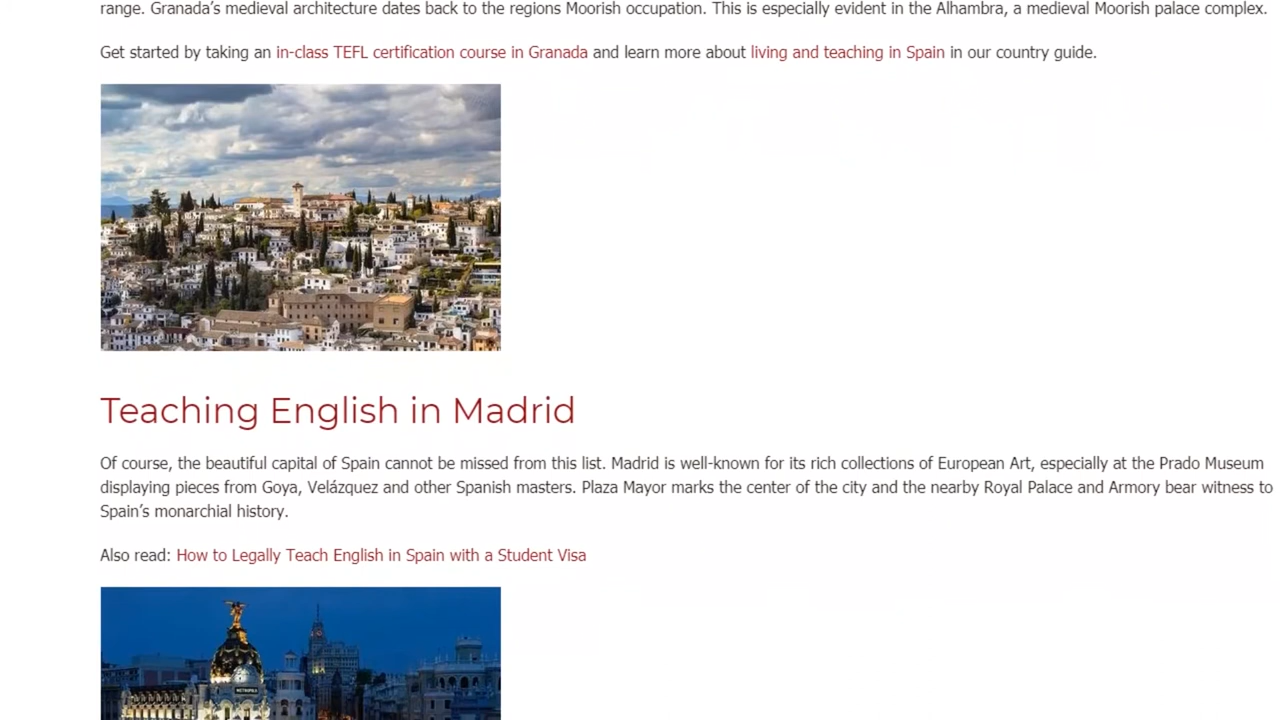 range. Granada’s medieval architecture dates back to the regions Moorish occupation. This is especially evident in the Alhambra, a medieval Moorish palace complex.
Get started by taking an in-class TEFL certification course in Granada and learn more about living and teaching in Spain in our country guide.
Teaching English in Madrid
Of course, the beautiful capital of Spain cannot be missed from this list. Madrid is well-known for its rich collections of European Art, especially at the Prado Museum
displaying pieces from Goya, Velázquez and other Spanish masters. Plaza Mayor marks the center of the city and the nearby Royal Palace and Armory bear witness to
Spain’s monarchial history.
Also read: How to Legally Teach English in Spain with a Student Visa
METROPOLIS